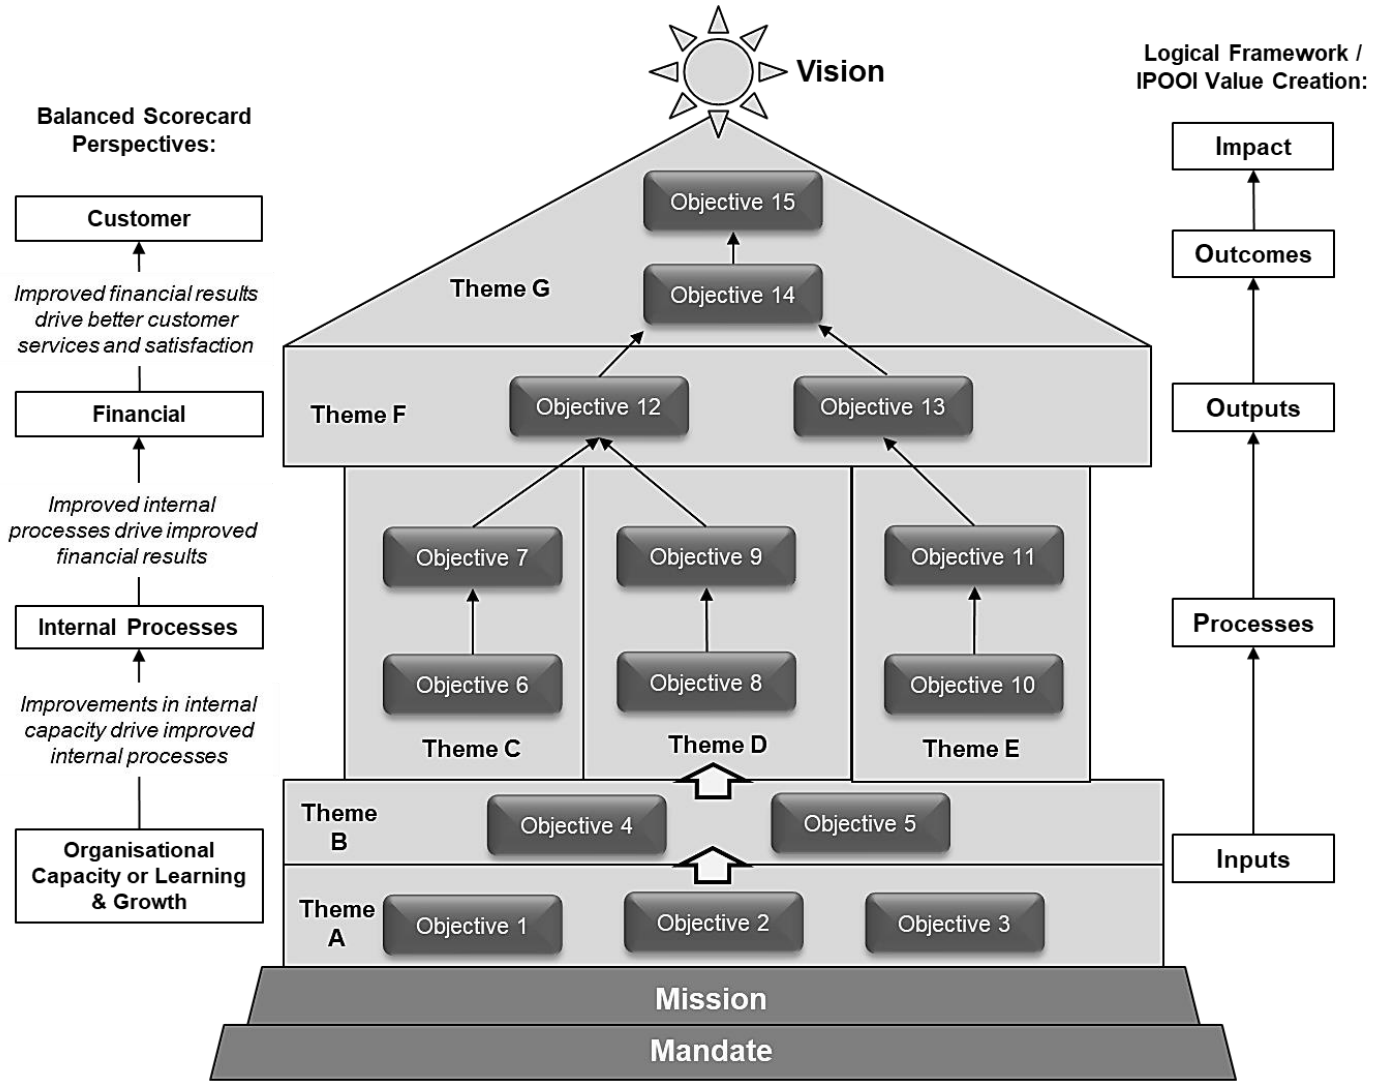 Vision
Logical Framework /
IPOOI Value Creation:
Balanced Scorecard
Perspectives:
Customer
Improved financial results
drive better customer
services and satisfaction
Financial
Improved internal
processes drive improved
financial results
Internal Processes
Improvements in internal
capacity drive improved
internal processes
Organisational
Capacity or Learning
& Growth
Objective 15
Theme G
Objective 14
Theme F
Objective 12
Objective 13
Objective 7
Objective 9
Objective 11
Objective 6
Objective 8
Objective 10
Theme C
Theme D
Theme E
Theme
B
Objective 4
Objective 5
Theme
A
Objective 1
Objective 2
Objective 3
Mission
Mandate
Impact
Outcomes
Outputs
Processes
Inputs